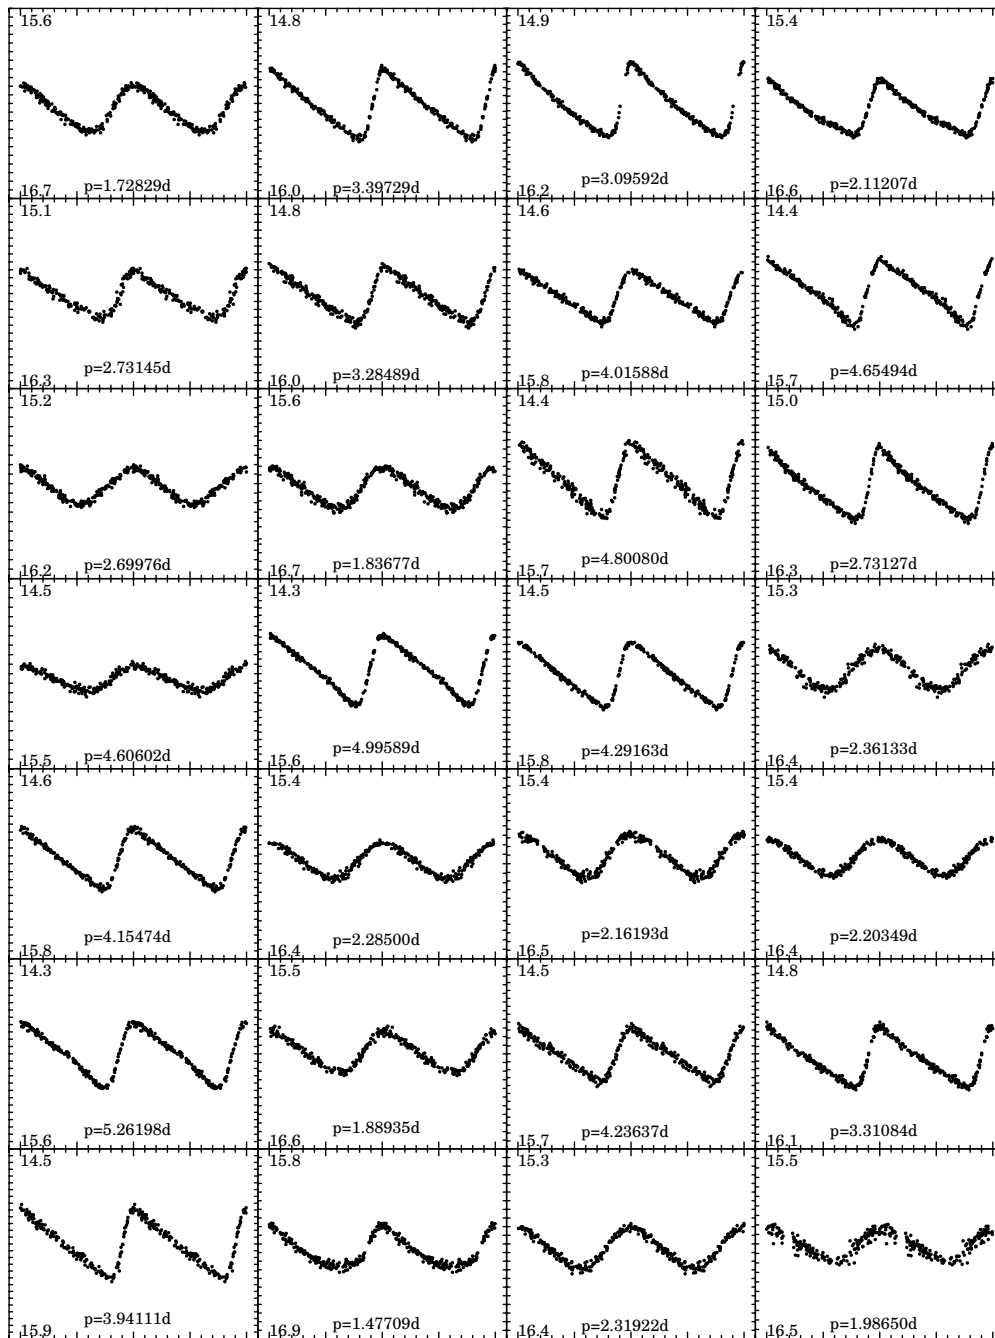 15.6 14.8 14.9 15.4
16.7 p=1.72829d 16.0 p=3.39729d 16.2 p=3.09592d 16.6 p=2.11207d
15.1 14.8 14.6 14.4
16.3 p=2.73145d 16.0 p=3.28489d 15.8 p=4.01588d 15.7 p=4.65494d
15.2 15.6 14.4 15.0
16.2 p=2.69976d 16.7 p=1.83677d 15.7 p=4.80080d 16.3 p=2.73127d
14.5 14.3 14.5 15.3
15.5 p=4.60602d 15.6 p=4.99589d 15.8 p=4.29163d 16.4 p=2.36133d
14.6 15.4 15.4 15.4
15.8 p=4.15474d 16.4 p=2.28500d 16.5 p=2.16193d 16.4 p=2.20349d
14.3 15.5 14.5 14.8
15.6 p=5.26198d 16.6 p=1.88935d 15.7 p=4.23637d 16.1 p=3.31084d
14.5 15.8 15.3 15.5
15.9 p=3.94111d 16.9 p=1.47709d 16.4 p=2.31922d 16.5 p=1.98650d